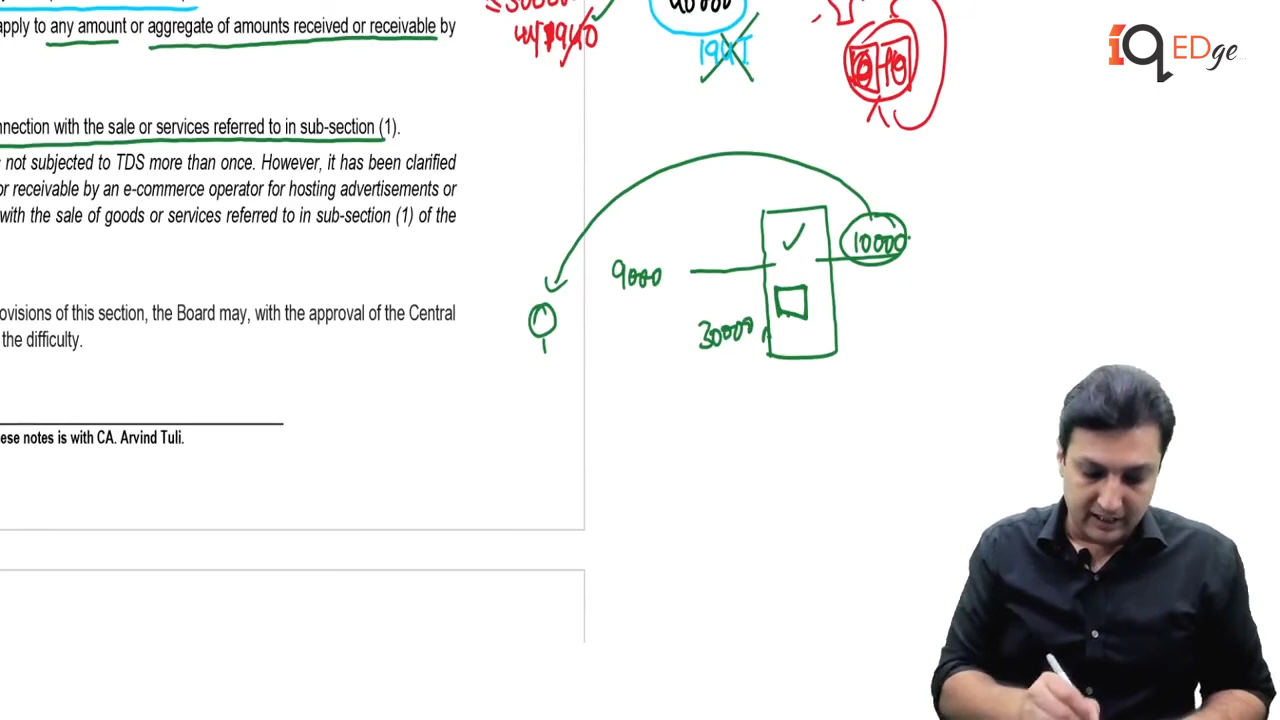 apply to any amount or aggregate of amounts received or receivable by
nnection with the sale or services referred to in sub-section (1).
not subjected to TDS more than once. However, it has been clarified
or receivable by an e-commerce operator for hosting advertisements or
with the sale of goods or services referred to in sub-section (1) of the
ovisions of this section, the Board may, with the approval of the Central
the difficulty.
ese notes is with CA. Arvind Tuli.
40000
194I
10000
9000
30000
iQ EDge